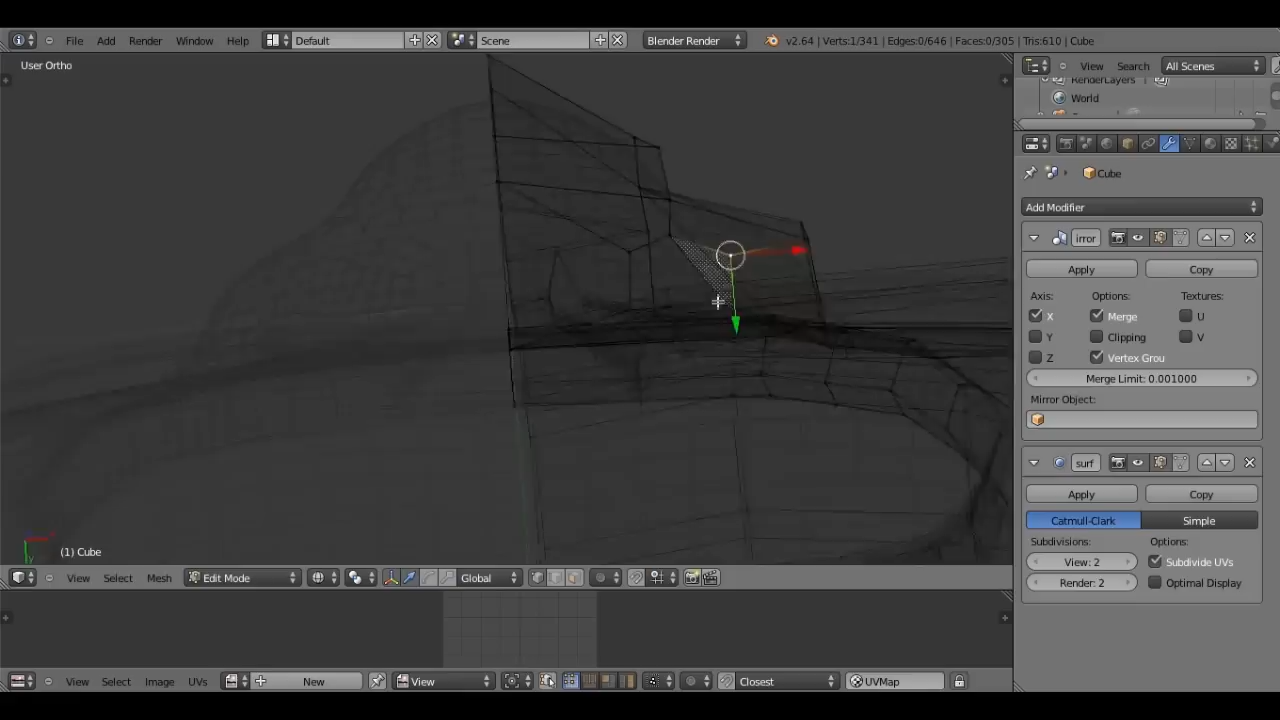 File Add Render Window Help Default Scene Blender Render v2.64 | Verts:1/341 | Edges:0/646 | Faces:0/305 | Tris:610 | Cube
User Ortho
View Search All Scenes
RenderLayers
World
Cube
Add Modifier
irror
Apply Copy
Axis: Options: Textures:
X Merge U
Y Clipping V
Z Vertex Grou
Merge Limit: 0.001000
Mirror Object:
surf
Apply Copy
Catmull-Clark Simple
Subdivisions: Options:
View: 2 Subdivide UVs
Render: 2 Optimal Display
(1) Cube
View Select Mesh Edit Mode Global
View Select Image UVs New View Closest UVMap